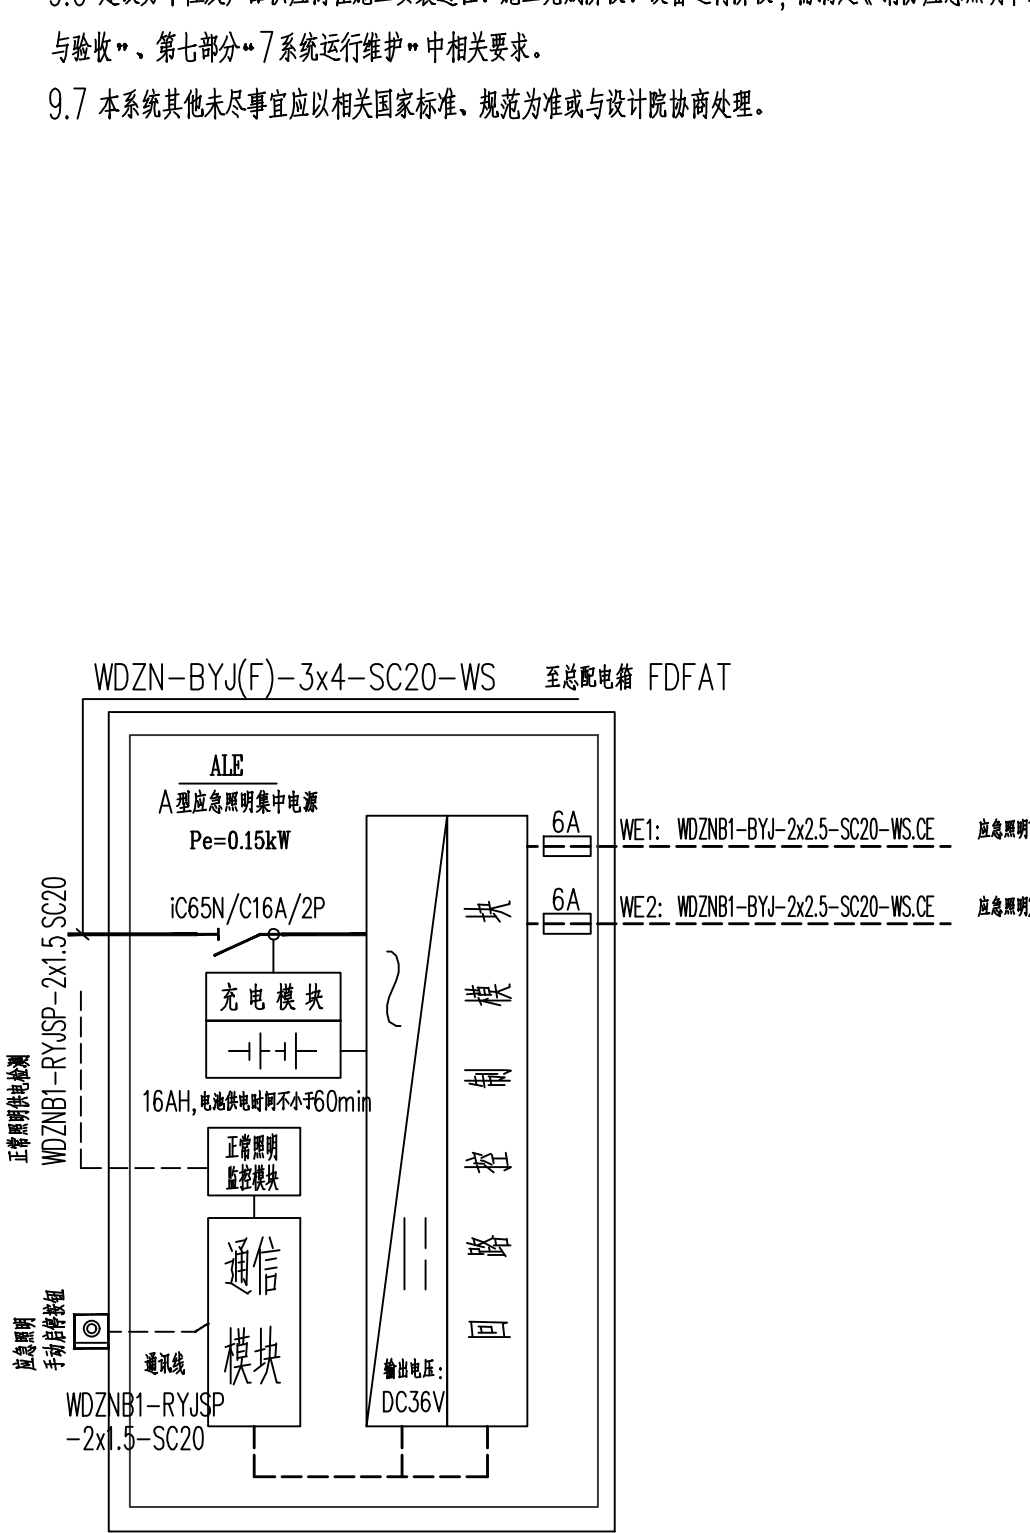 与验收”、第七部分“7系统运行维护”中相关要求。
9.7 本系统其他未尽事宜应以相关国家标准、规范为准或与设计院协商处理。
WDZN-BYJ(F)-3x4-SC20-WS 至总配电箱 FDFAT
ALE
A型应急照明集中电源
Pe=0.15kW
iC65N/C16A/2P
充电模块
16AH,电池供电时间不小于60min
正常照明
监控模块
通信
模块
正常照明供电检测
WDZNB1-RYJSP-2x1.5 SC20
应急照明
手动启停按钮
通讯线
WDZNB1-RYJSP
-2x1.5-SC20
输出电压:
DC36V
回路控制模块
6A
WE1: WDZNB1-BYJ-2x2.5-SC20-WS.CE 应急照明
6A
WE2: WDZNB1-BYJ-2x2.5-SC20-WS.CE 应急照明